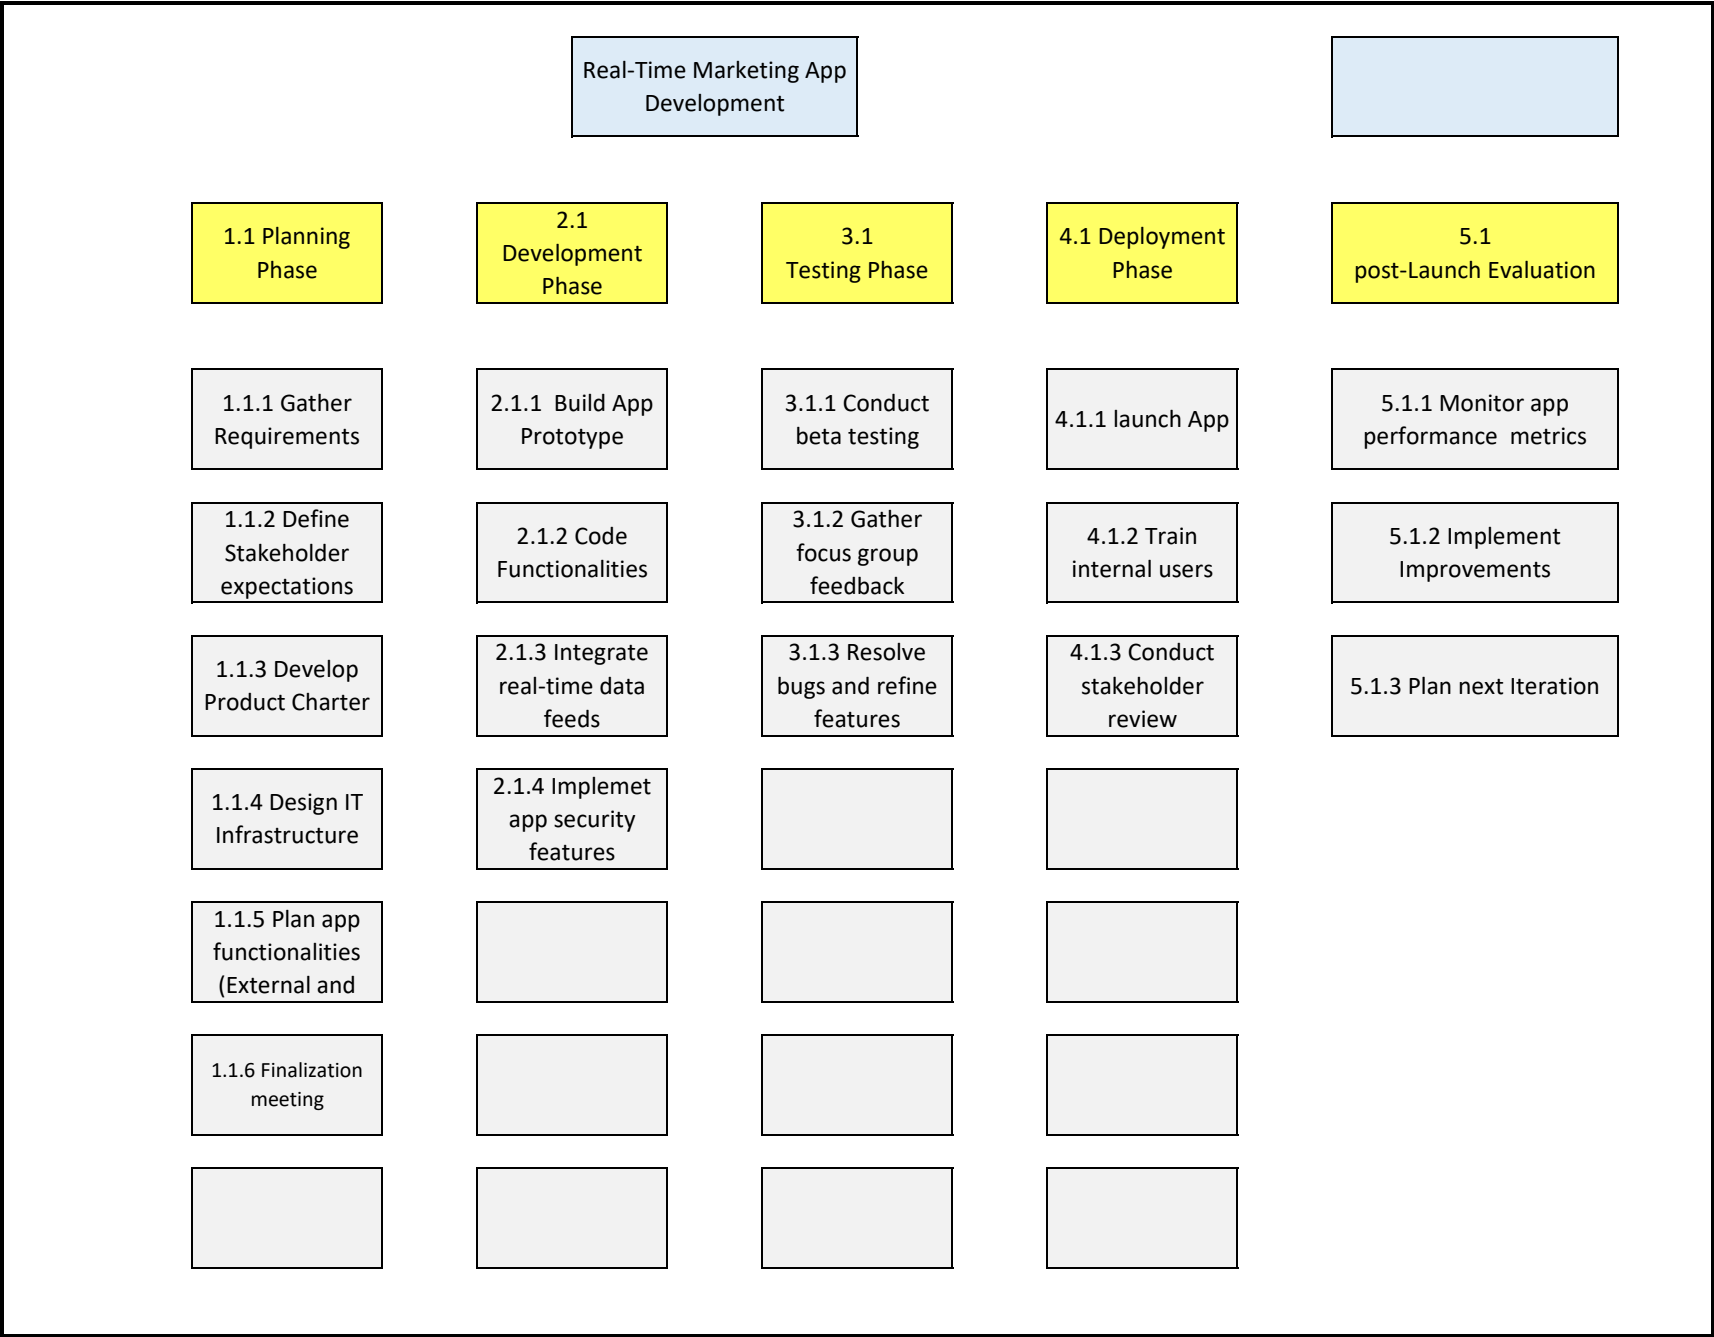 Real-Time Marketing App
Development
1.1 Planning
Phase
2.1
Development
Phase
3.1
Testing Phase
4.1 Deployment
Phase
5.1
post-Launch Evaluation
1.1.1 Gather
Requirements
2.1.1  Build App
Prototype
3.1.1 Conduct
beta testing
4.1.1 launch App
5.1.1 Monitor app
performance  metrics
1.1.2 Define
Stakeholder
expectations
2.1.2 Code
Functionalities
3.1.2 Gather
focus group
feedback
4.1.2 Train
internal users
5.1.2 Implement
Improvements
1.1.3 Develop
Product Charter
2.1.3 Integrate
real-time data
feeds
3.1.3 Resolve
bugs and refine
features
4.1.3 Conduct
stakeholder
review
5.1.3 Plan next Iteration
1.1.4 Design IT
Infrastructure
2.1.4 Implemet
app security
features
1.1.5 Plan app
functionalities
(External and
1.1.6 Finalization
meeting